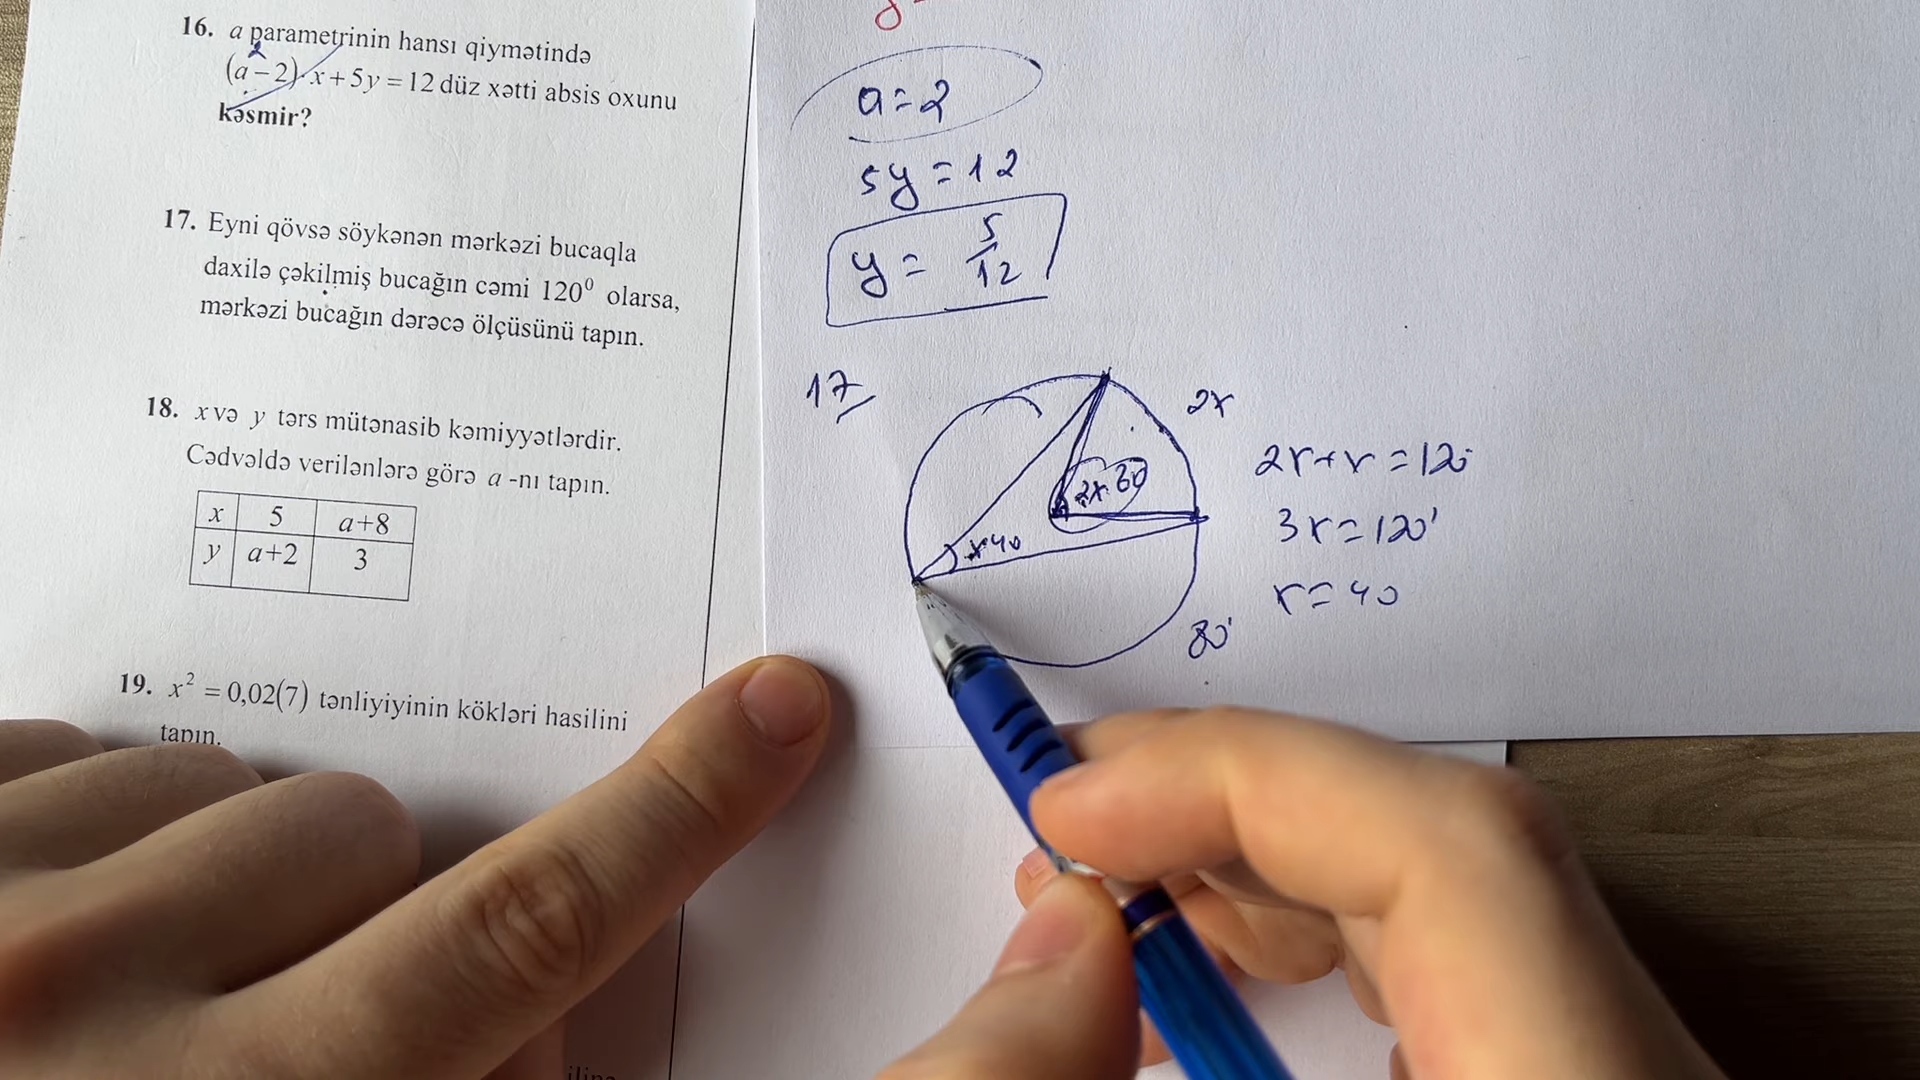 16. a parametrinin hansı qiymətində
(a − 2)·x + 5y = 12 düz xətti absis oxunu
kəsmir?
17. Eyni qövsə söykənən mərkəzi bucaqla
daxilə çəkilmiş bucağın cəmi 120⁰ olarsa,
mərkəzi bucağın dərəcə ölçüsünü tapın.
18. x və y tərs mütənasib kəmiyyətlərdir.
Cədvəldə verilənlərə görə a -nı tapın.
x 5 a+8
y a+2 3
19. x² = 0,02(7) tənliyiyinin kökləri hasilini
tapın.
a=2
5y=12
y= 5/12
17
2x
2x 80
x 40
80°
2x+x=120
3x=120°
x=40